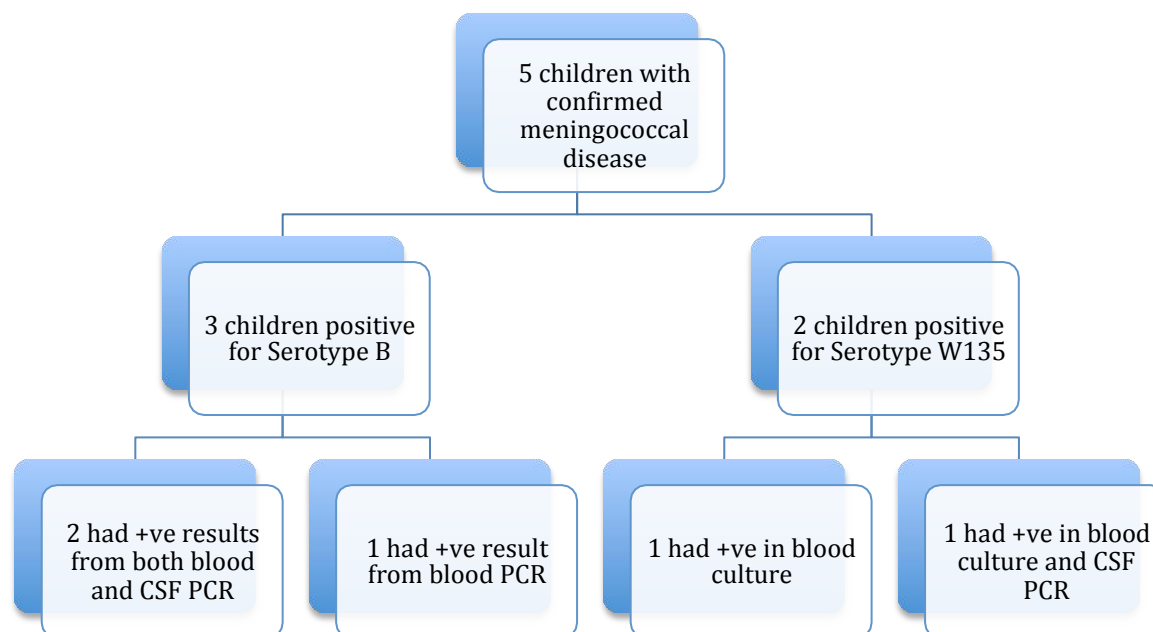 5 children with
confirmed
meningococcal
disease
3 children positive
for Serotype B
2 children positive
for Serotype W135
2 had +ve results
from both blood
and CSF PCR
1 had +ve result
from blood PCR
1 had +ve in blood
culture
1 had +ve in blood
culture and CSF
PCR